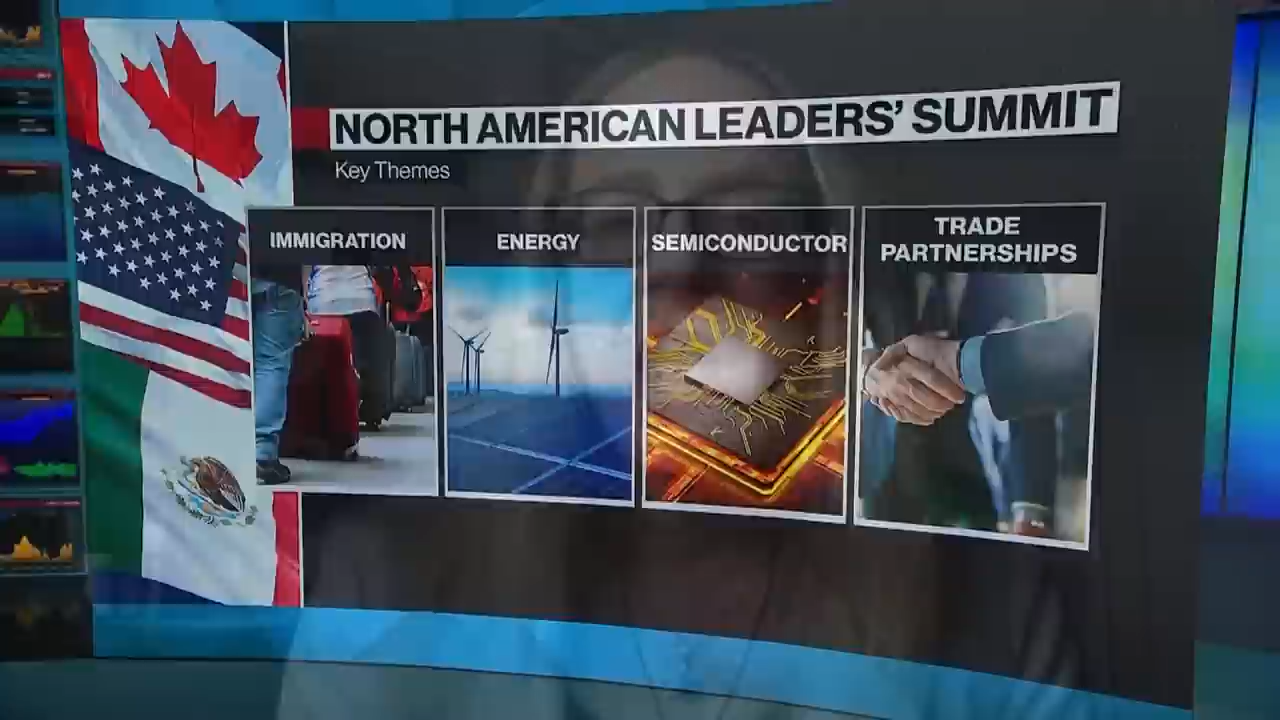 NORTH AMERICAN LEADERS' SUMMIT
Key Themes
IMMIGRATION
ENERGY
SEMICONDUCTOR
TRADE
PARTNERSHIPS